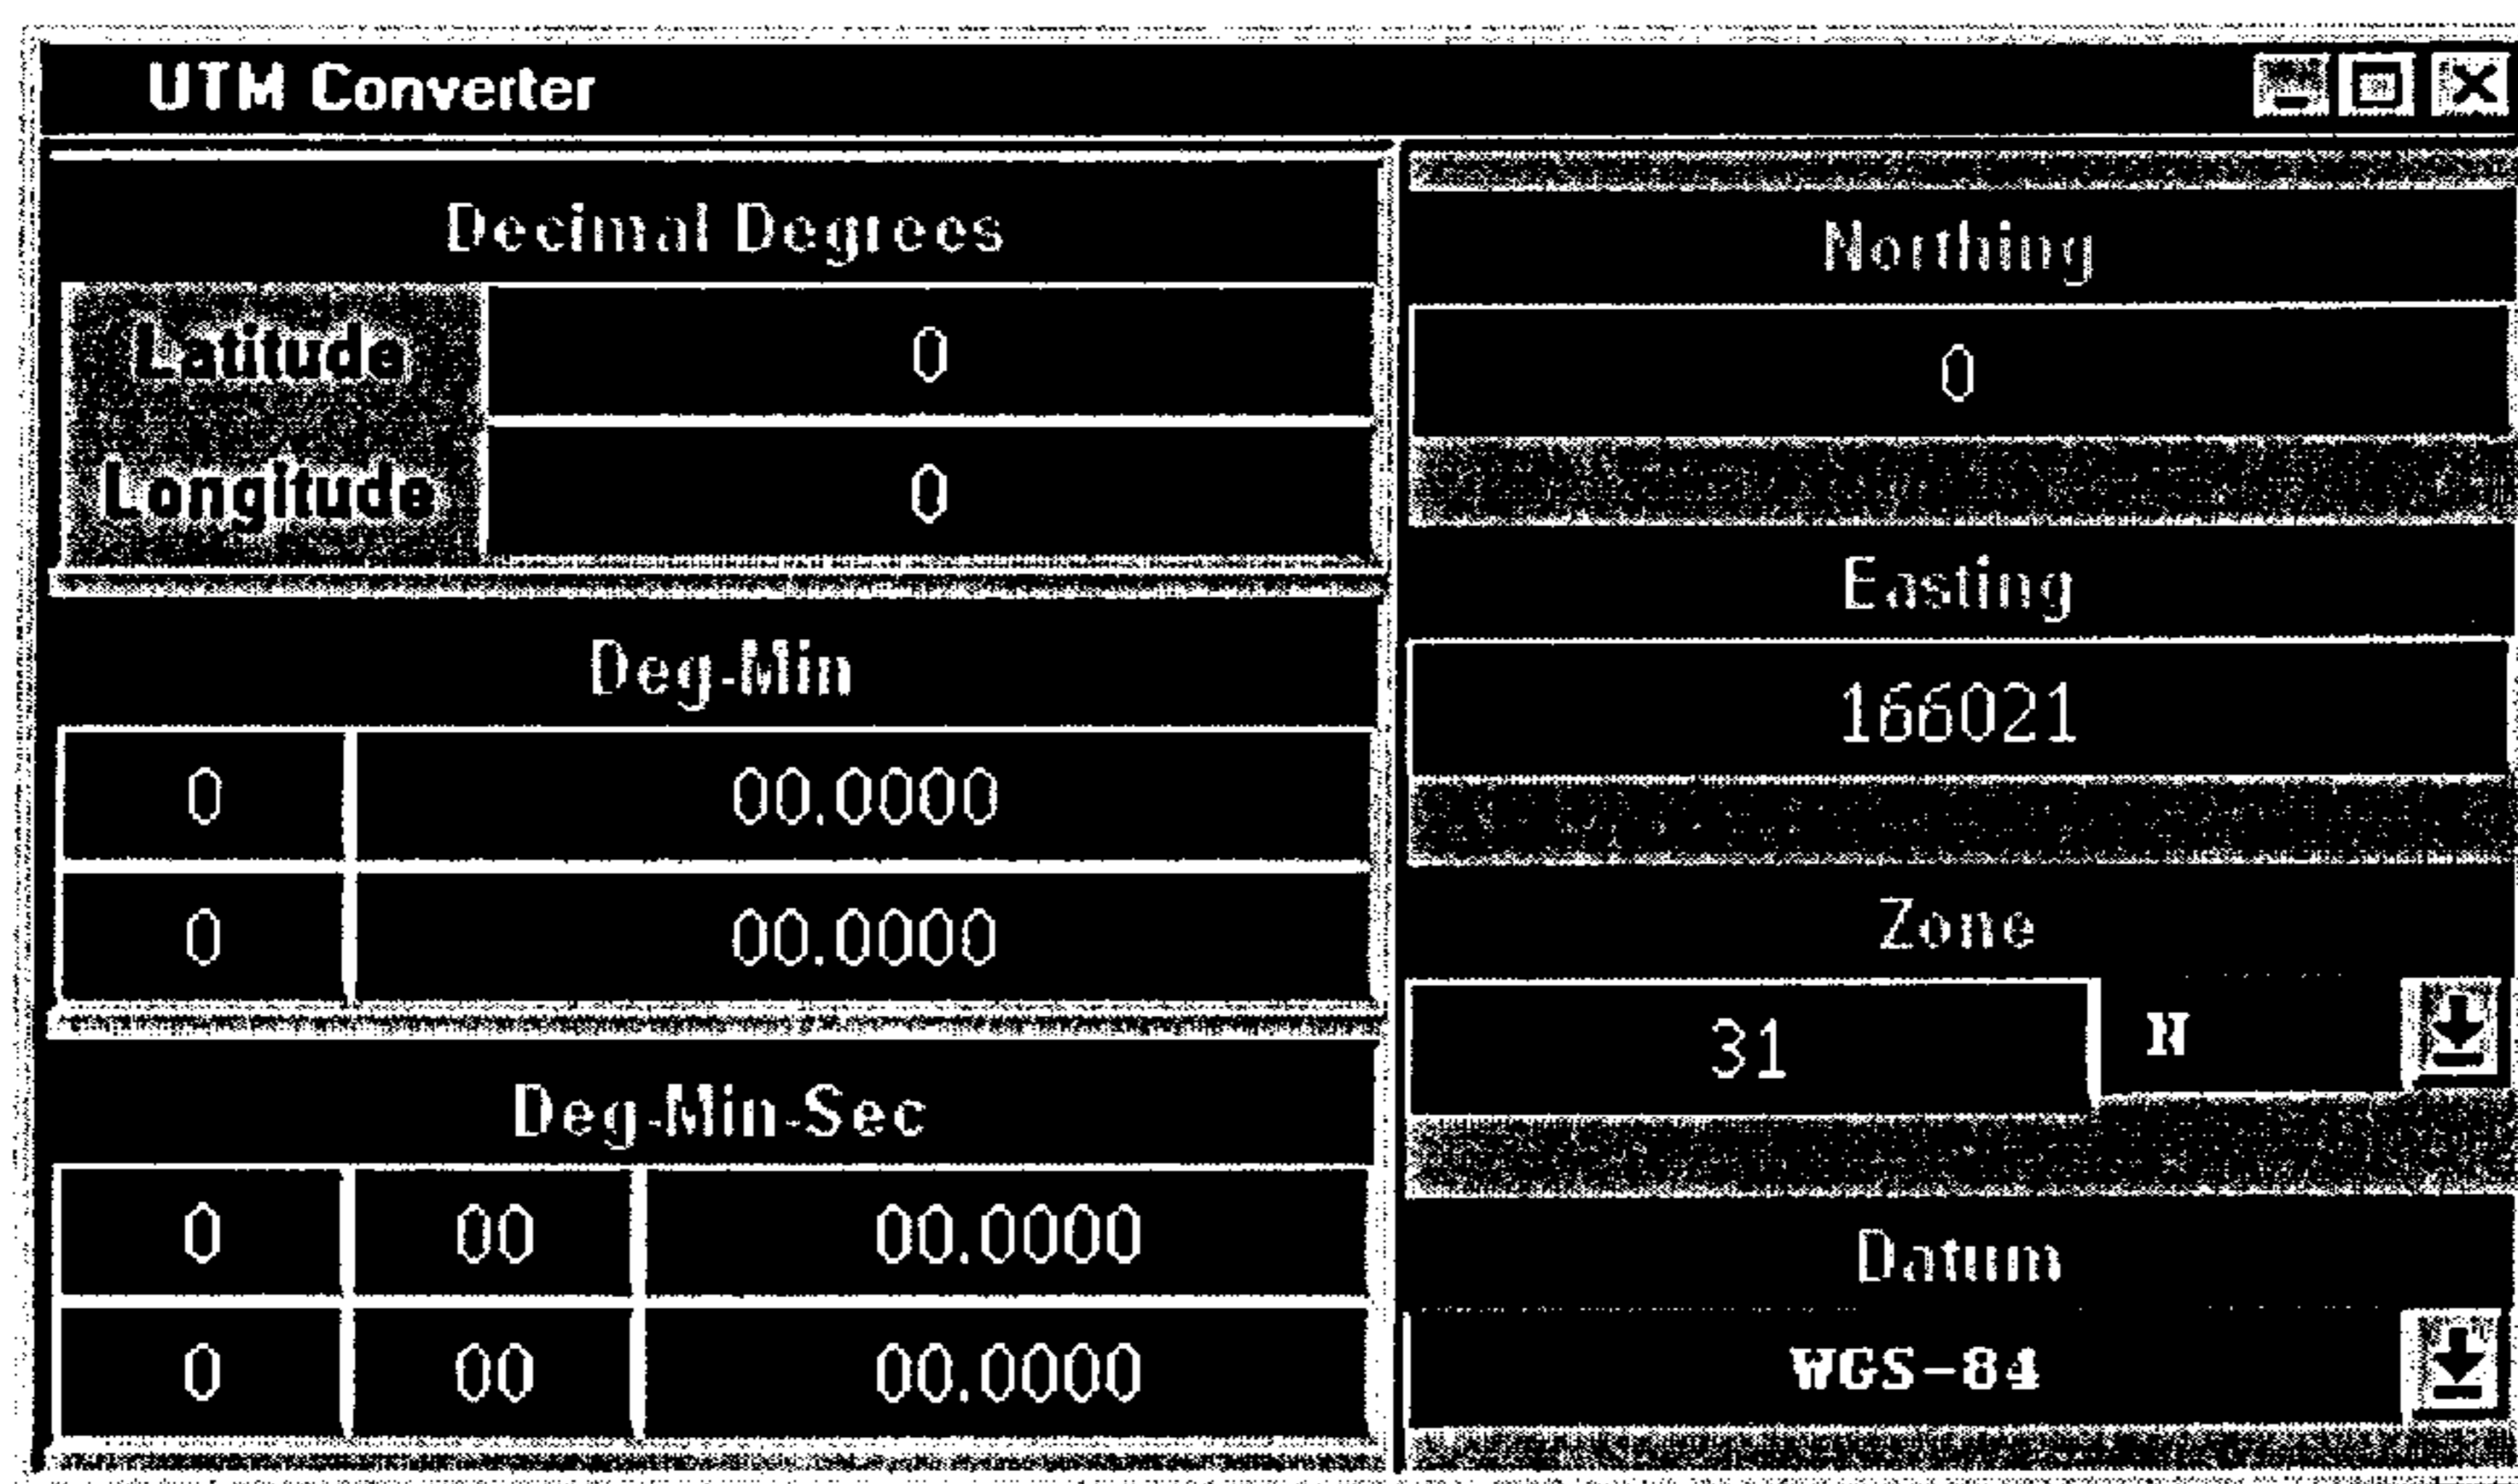 UTM Converter
Decimal Degrees
Latitude 0
Longitude 0
Deg-Min
0 00.0000
0 00.0000
Deg-Min-Sec
0 00 00.0000
0 00 00.0000
Northing
0
Easting
166021
Zone
31 N
Datum
WGS-84